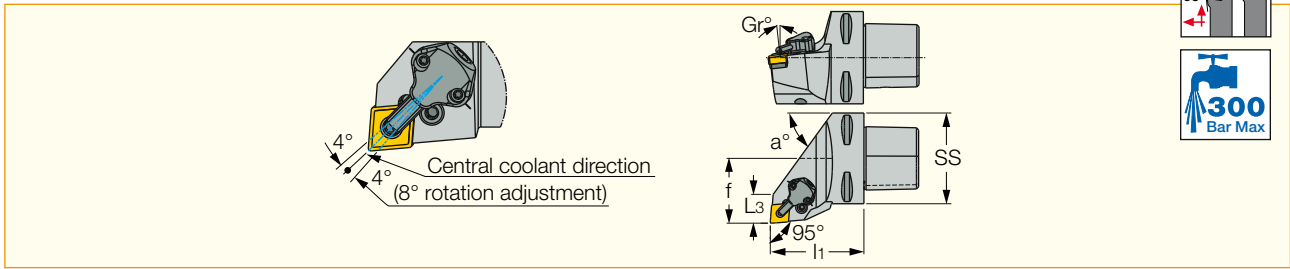 4°
4°
Central coolant direction
(8° rotation adjustment)
Gr°
a°
SS
f
L3
95°
l1
300
Bar Max